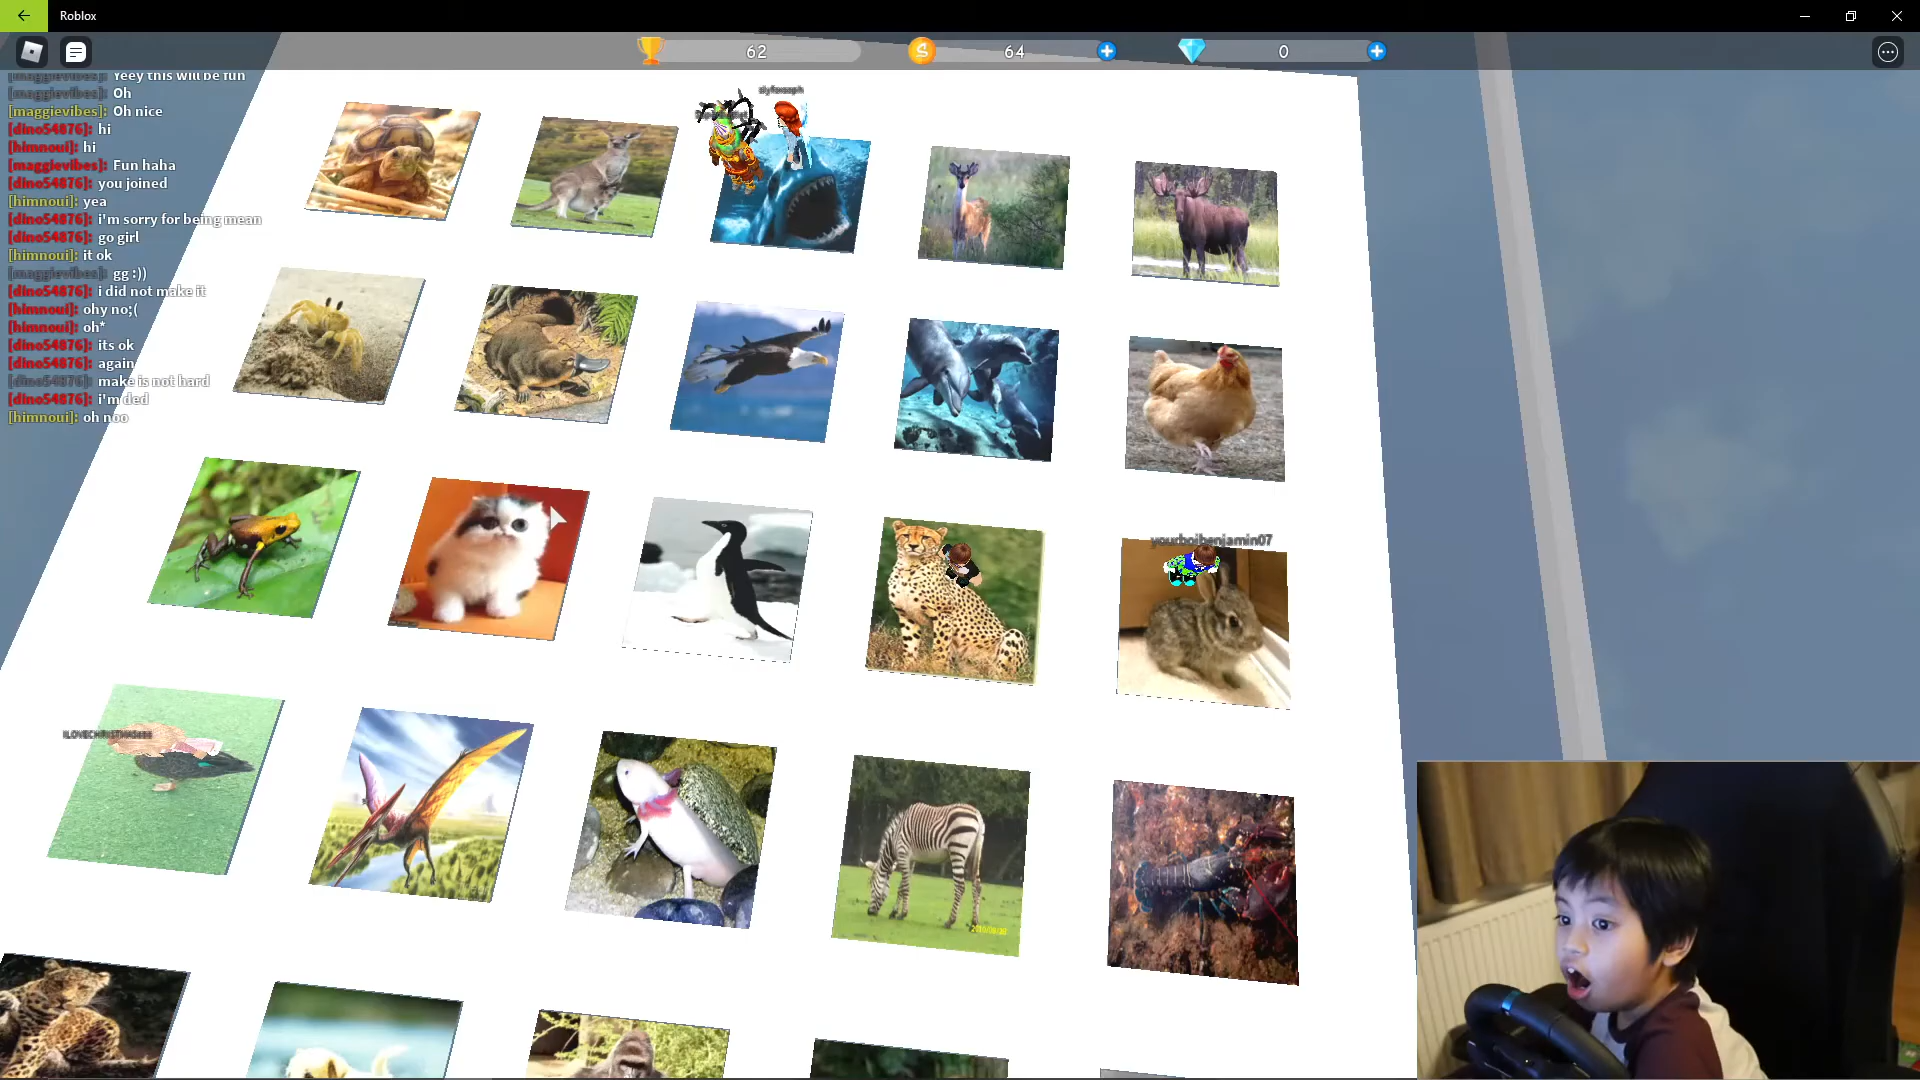 Roblox
62
64
0
[maggievibes]: Yeey this will be fun
[maggievibes]: Oh
[maggievibes]: Oh nice
[dino54876]: hi
[himnoui]: hi
[maggievibes]: Fun haha
[dino54876]: you joined
[himnoui]: yea
[dino54876]: i'm sorry for being mean
[dino54876]: go girl
[himnoui]: it ok
[maggievibes]: gg :))
[dino54876]: i did not make it
[himnoui]: ohy no;(
[himnoui]: oh*
[dino54876]: its ok
[dino54876]: again
[dino54876]: make is not hard
[dino54876]: i'm ded
[himnoui]: oh noo
slyfoxsoph
yourboibenjamin07